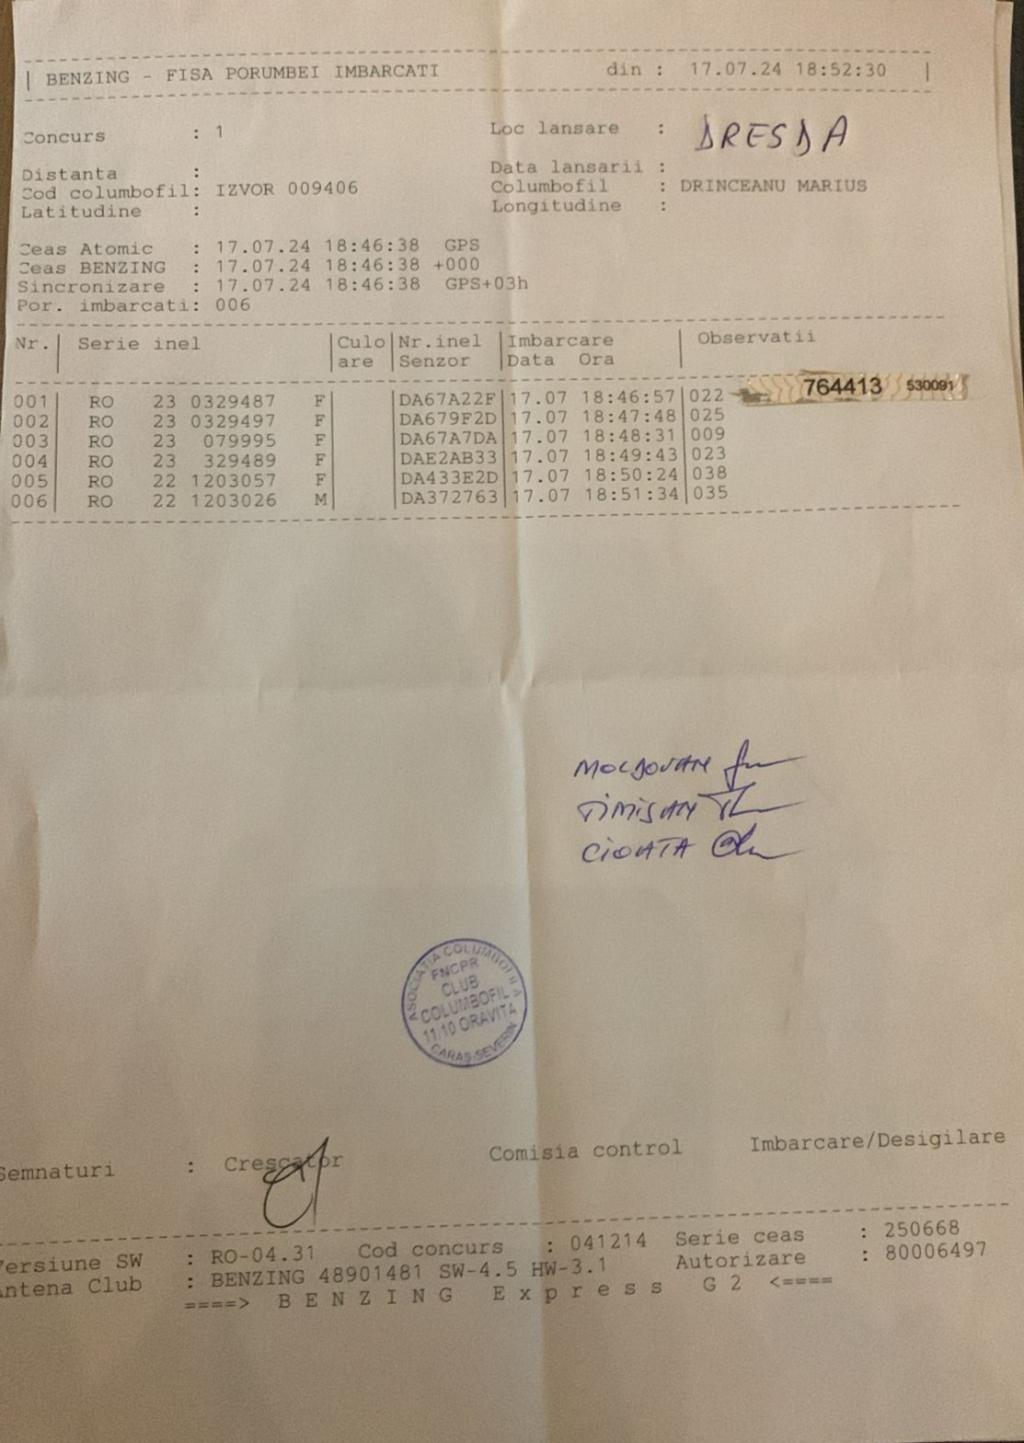 BENZING - FISA PORUMBEI IMBARCATI din : 17.07.24 18:52:30
Concurs : 1 Loc lansare : DRESDA
Distanta : Data lansarii :
Cod columbofil: IZVOR 009406 Columbofil : DRINCEANU MARIUS
Latitudine : Longitudine :
Ceas Atomic : 17.07.24 18:46:38 GPS
Ceas BENZING : 17.07.24 18:46:38 +000
Sincronizare : 17.07.24 18:46:38 GPS+03h
Por. imbarcati: 006
Nr.| Serie inel |Culo|Nr.inel |Imbarcare | Observatii
| |are |Senzor |Data Ora |
001| RO 23 0329487 F| |DA67A22F|17.07 18:46:57|022 764413 530091
002| RO 23 0329497 F| |DA679F2D|17.07 18:47:48|025
003| RO 23 079995 F| |DA67A7DA|17.07 18:48:31|009
004| RO 23 329489 F| |DAE2AB33|17.07 18:49:43|023
005| RO 22 1203057 F| |DA433E2D|17.07 18:50:24|038
006| RO 22 1203026 M| |DA372763|17.07 18:51:34|035
MOLDOVAN
TIMISAN
CIOATA
ASOCIATIA COLUMBOFILA
FNCPR
CLUB
COLUMBOFIL
11.10 ORAVITA
CARAS-SEVERIN
Semnaturi : Crescator Comisia control Imbarcare/Desigilare
Versiune SW : RO-04.31 Cod concurs : 041214 Serie ceas : 250668
Antena Club : BENZING 48901481 SW-4.5 HW-3.1 Autorizare : 80006497
====> B E N Z I N G E x p r e s s G 2 <====